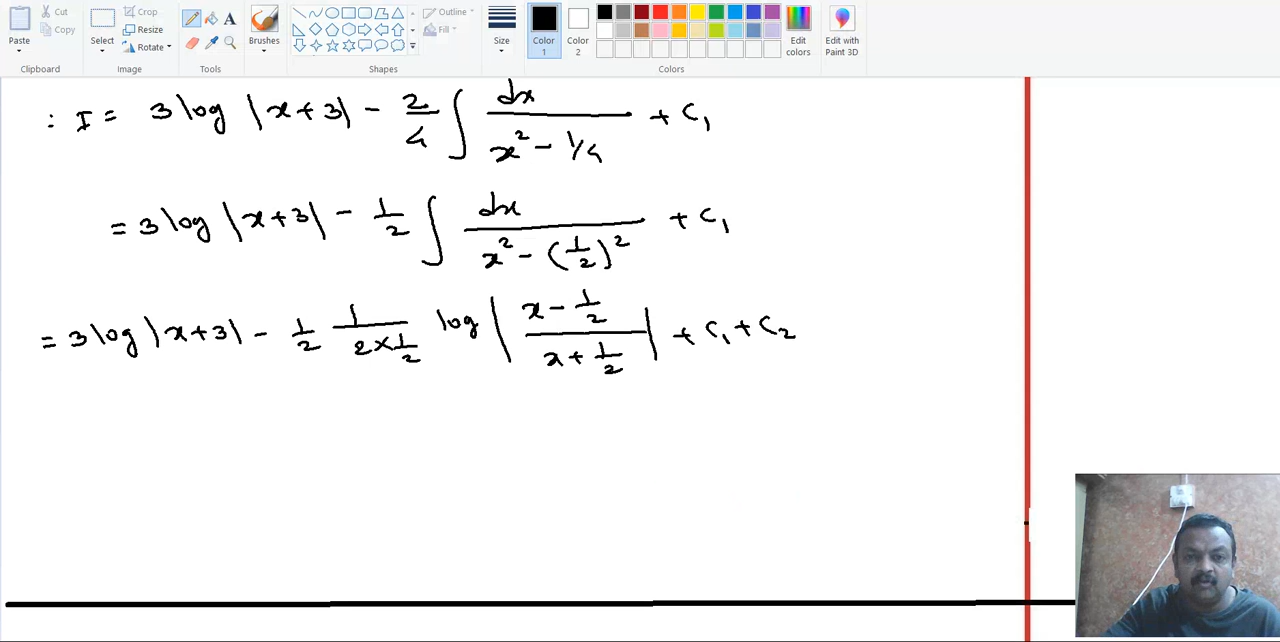 Paste
Cut
Copy
Clipboard
Select
Crop
Resize
Rotate
Image
Tools
Brushes
Shapes
Outline
Fill
Size
Color 1
Color 2
Colors
Edit colors
Edit with Paint 3D
∴ I = 3 log |x+3| - 2/4 ∫ dx/(x² - 1/4) + C₁
= 3 log |x+3| - 1/2 ∫ dx/(x² - (1/2)²) + C₁
= 3 log |x+3| - 1/2 1/(2×1/2) log |(x - 1/2)/(x + 1/2)| + C₁ + C₂